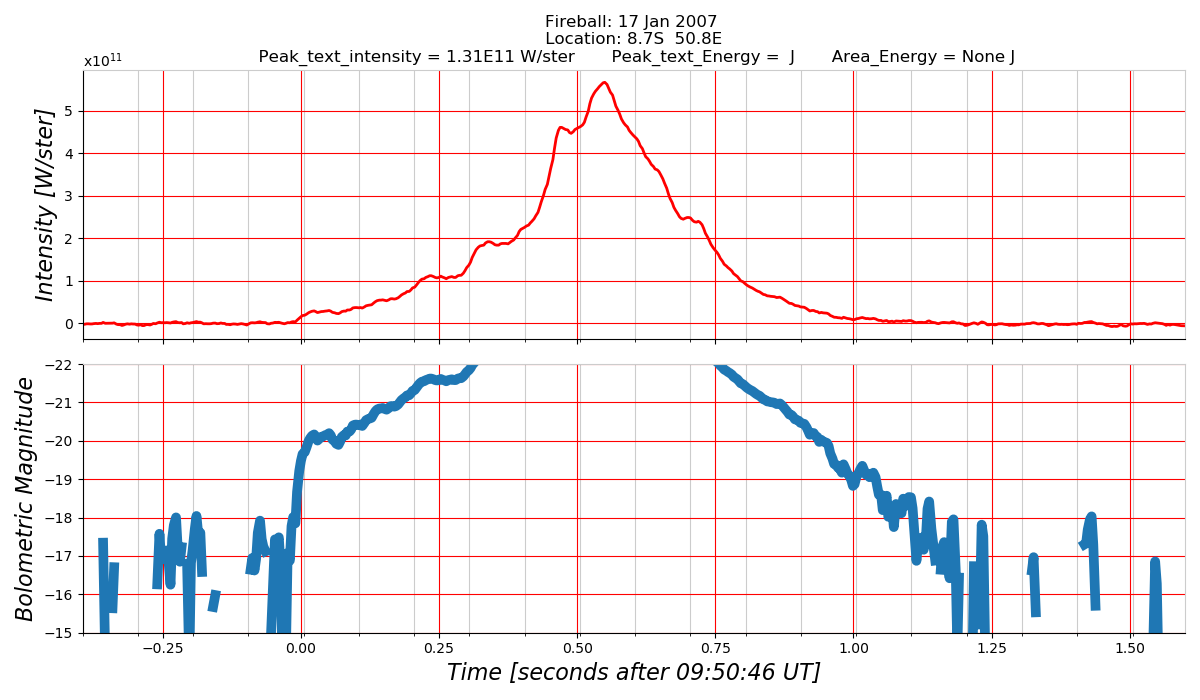 Fireball: 17 Jan 2007
Location: 8.7S 50.8E
Peak_text_intensity = 1.31E11 W/ster Peak_text_Energy = J Area_Energy = None J
x10¹¹
5
4
3
2
1
0
Intensity [W/ster]
−22
−21
−20
−19
−18
−17
−16
−15
Bolometric Magnitude
−0.25 0.00 0.25 0.50 0.75 1.00 1.25 1.50
Time [seconds after 09:50:46 UT]